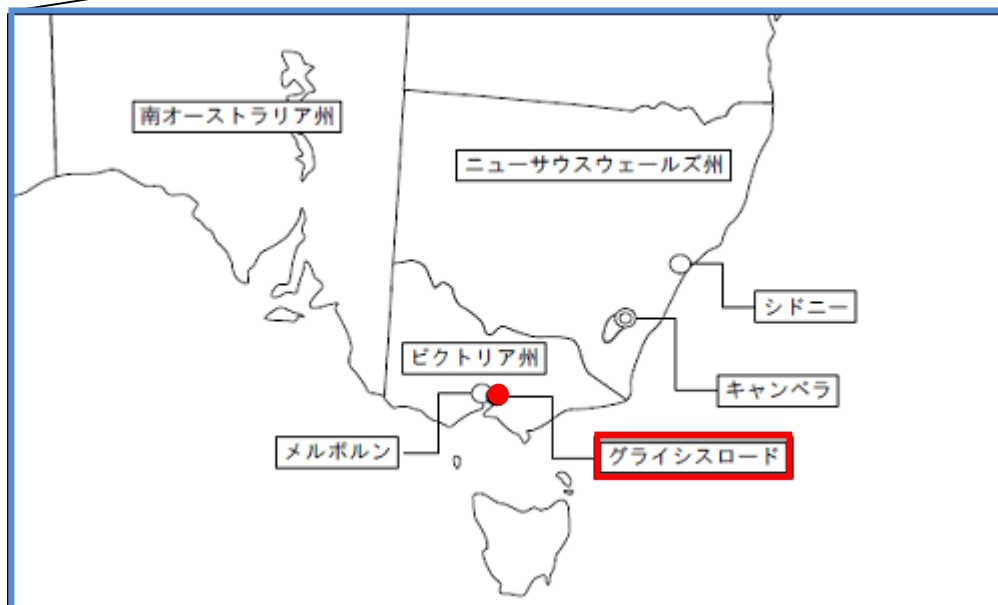 南オーストラリア州
ニューサウスウェールズ州
シドニー
ビクトリア州
キャンベラ
メルボルン
グライシスロード